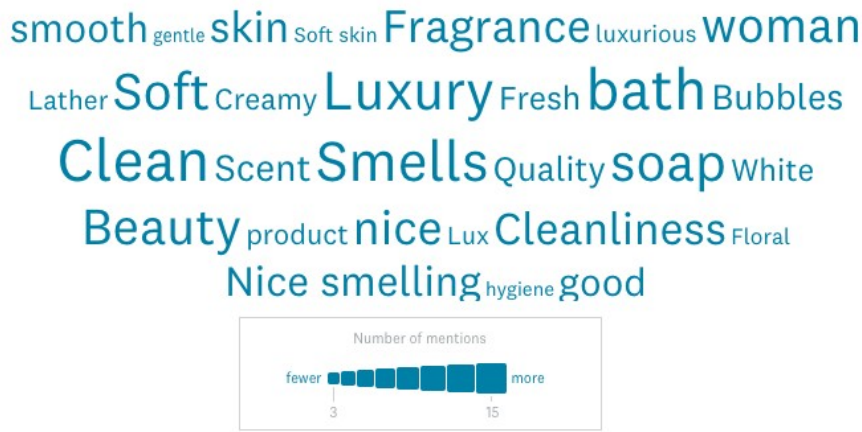 smooth gentle skin Soft skin Fragrance luxurious woman
Lather Soft Creamy Luxury Fresh bath Bubbles
Clean Scent Smells Quality soap White
Beauty product nice Lux Cleanliness Floral
Nice smelling hygiene good
Number of mentions
fewer more
3 15